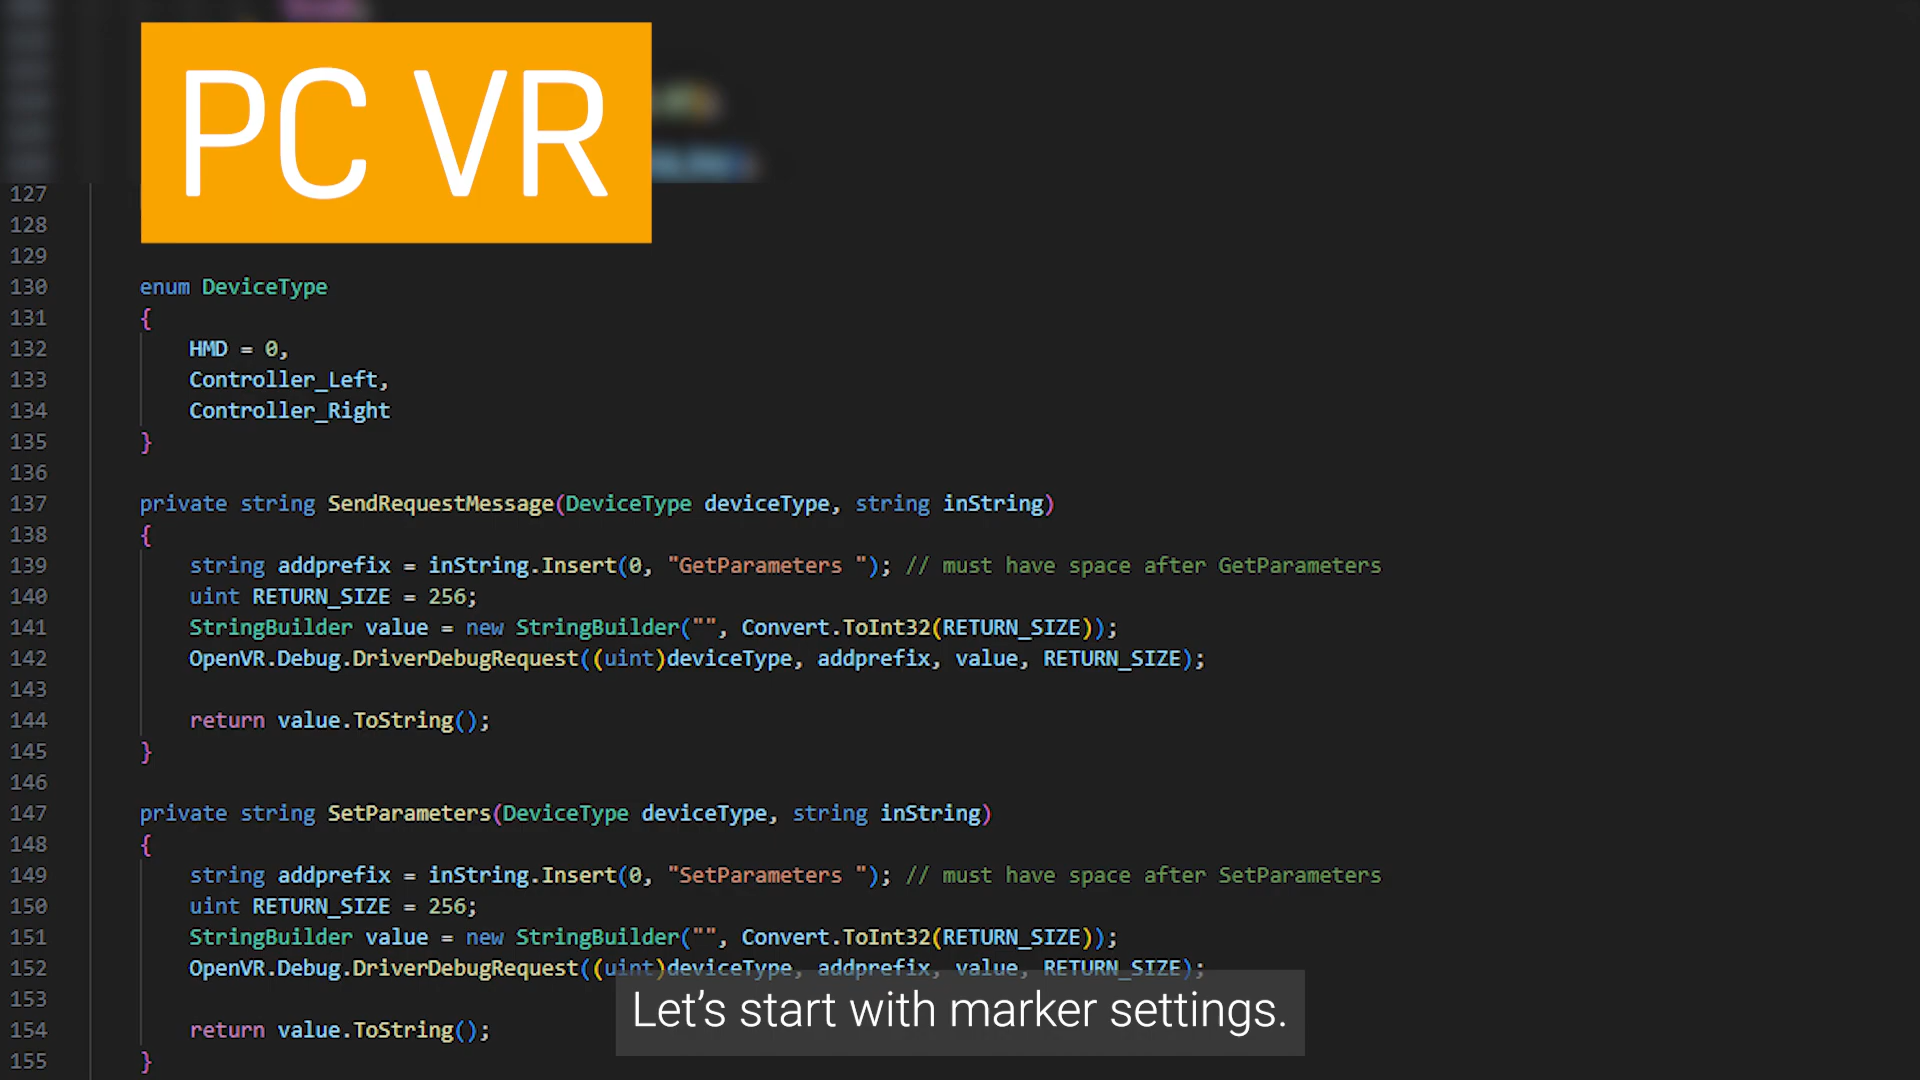 PC VR
127
128
129
130 enum DeviceType
131 {
132 HMD = 0,
133 Controller_Left,
134 Controller_Right
135 }
136
137 private string SendRequestMessage(DeviceType deviceType, string inString)
138 {
139 string addprefix = inString.Insert(0, "GetParameters "); // must have space after GetParameters
140 uint RETURN_SIZE = 256;
141 StringBuilder value = new StringBuilder("", Convert.ToInt32(RETURN_SIZE));
142 OpenVR.Debug.DriverDebugRequest((uint)deviceType, addprefix, value, RETURN_SIZE);
143
144 return value.ToString();
145 }
146
147 private string SetParameters(DeviceType deviceType, string inString)
148 {
149 string addprefix = inString.Insert(0, "SetParameters "); // must have space after SetParameters
150 uint RETURN_SIZE = 256;
151 StringBuilder value = new StringBuilder("", Convert.ToInt32(RETURN_SIZE));
152 OpenVR.Debug.DriverDebugRequest((uint)deviceType, addprefix, value, RETURN_SIZE);
153
154 return value.ToString();
155 }
Let's start with marker settings.